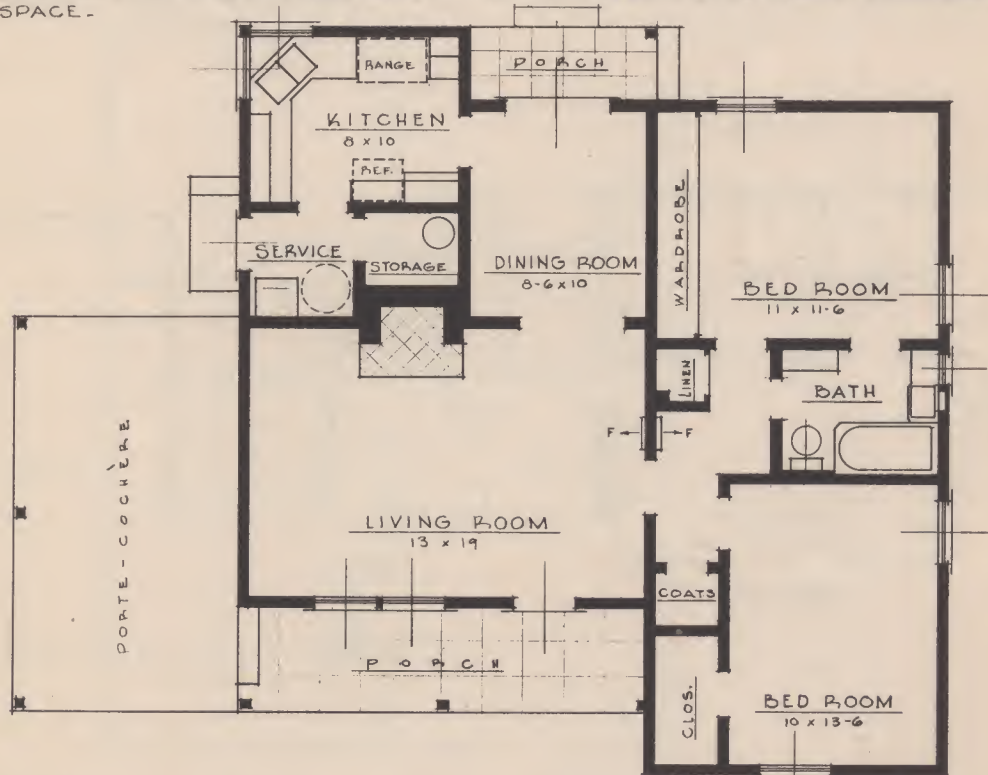 SPACE.
RANGE
PORCH
KITCHEN
8 x 10
REF.
WARDROBE
SERVICE
STORAGE
DINING ROOM
8-6 x 10
BED ROOM
11 x 11-6
LINEN
BATH
F F
PORTE-COCHÈRE
LIVING ROOM
13 x 19
COATS
PORCH
CLOS.
BED ROOM
10 x 13-6